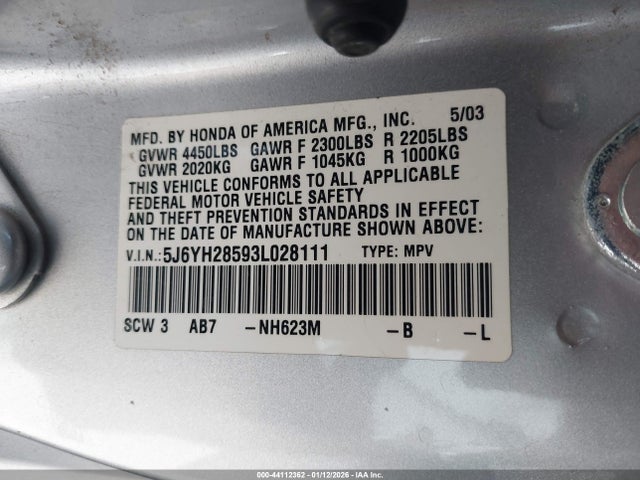 MFD. BY HONDA OF AMERICA MFG., INC. 5/03
GVWR 4450LBS GAWR F 2300LBS R 2205LBS
GVWR 2020KG GAWR F 1045KG R 1000KG
THIS VEHICLE CONFORMS TO ALL APPLICABLE
FEDERAL MOTOR VEHICLE SAFETY
AND THEFT PREVENTION STANDARDS IN EFFECT
ON THE DATE OF MANUFACTURE SHOWN ABOVE:
V.I.N.: 5J6YH28593L028111 TYPE: MPV
SCW 3 AB7 -NH623M -B -L
000-44112362 - 01/12/2026 - IAA Inc.